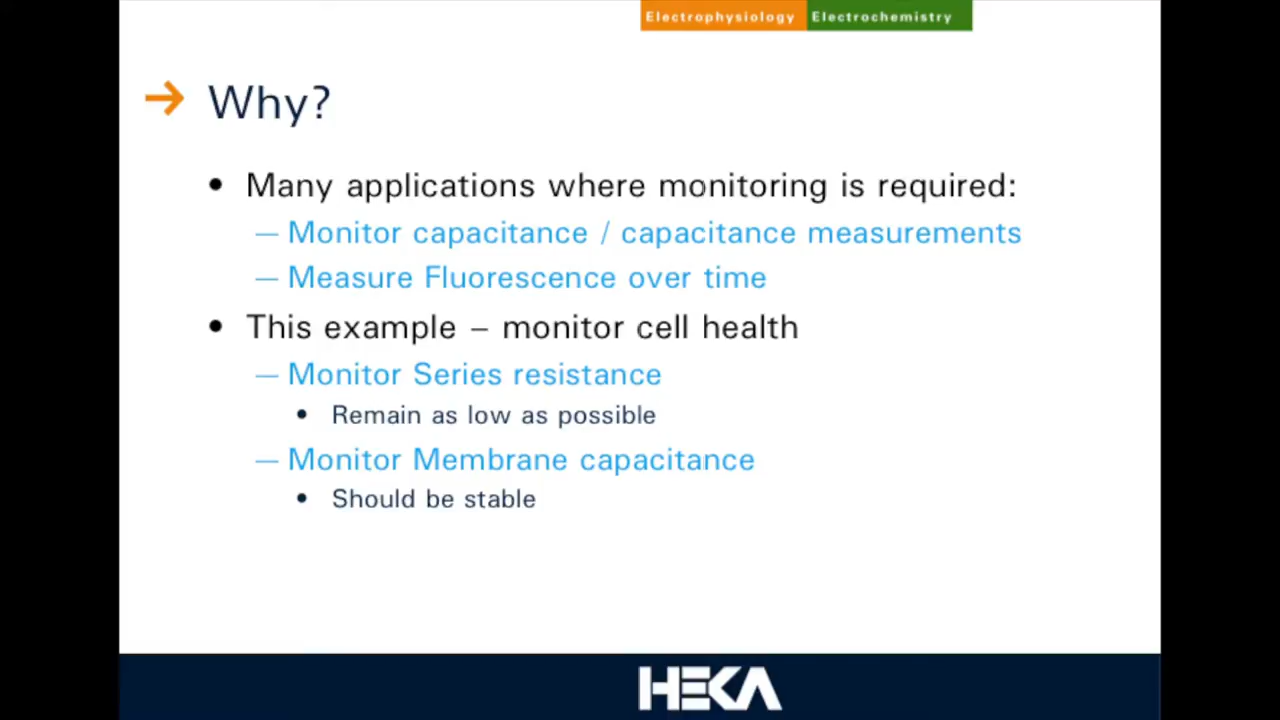 Electrophysiology Electrochemistry
→ Why?
• Many applications where monitoring is required:
— Monitor capacitance / capacitance measurements
— Measure Fluorescence over time
• This example – monitor cell health
— Monitor Series resistance
• Remain as low as possible
— Monitor Membrane capacitance
• Should be stable
HEKA